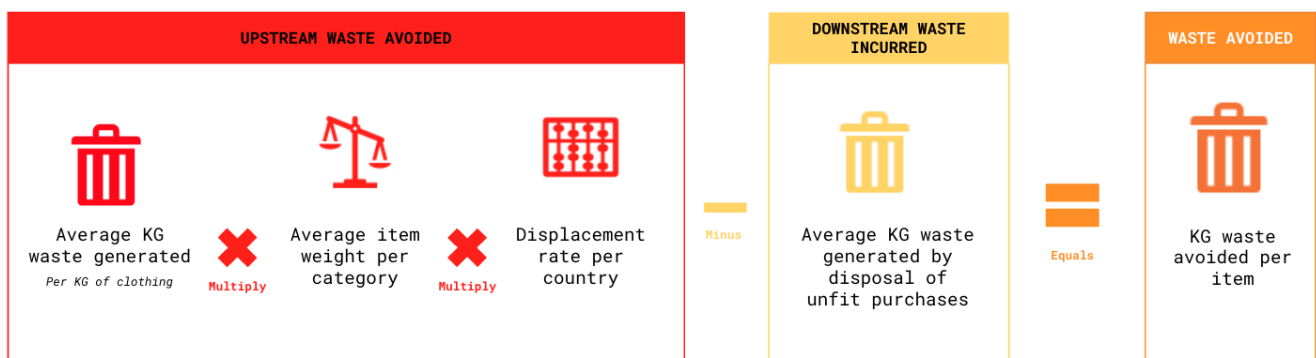 UPSTREAM WASTE AVOIDED
Average KG
waste generated
Per KG of clothing
Multiply
Average item
weight per
category
Multiply
Displacement
rate per
country
Minus
DOWNSTREAM WASTE
INCURRED
Average KG waste
generated by
disposal of
unfit purchases
Equals
WASTE AVOIDED
KG waste
avoided per
item